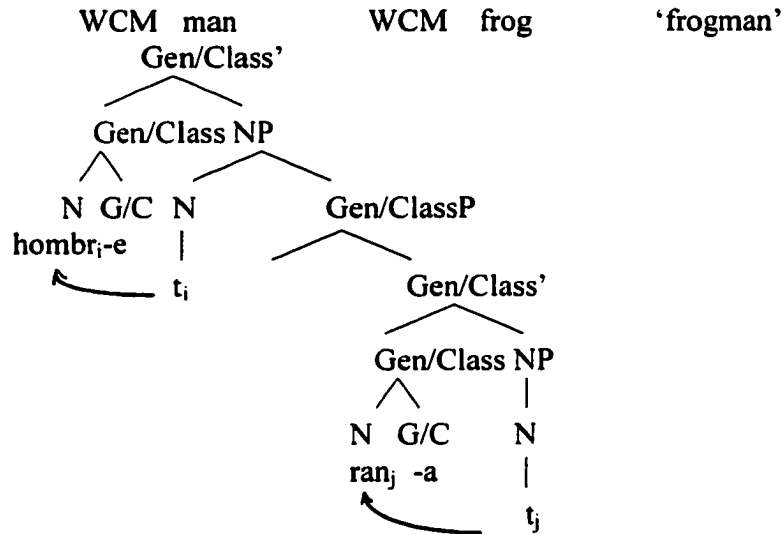 WCM man WCM frog ‘frogman’
Gen/Class’
Gen/Class NP
N G/C N Gen/ClassP
hombrᵢ-e
tᵢ
Gen/Class’
Gen/Class NP
N G/C N
ranⱼ -a
tⱼ